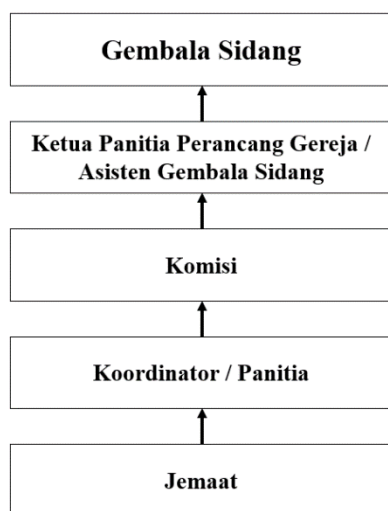 Gembala Sidang
Ketua Panitia Perancang Gereja /
Asisten Gembala Sidang
Komisi
Koordinator / Panitia
Jemaat